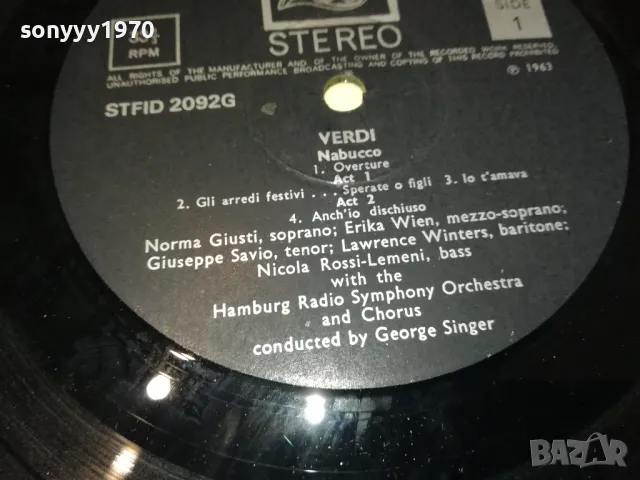 sonyyy1970
33⅓
RPM
STEREO
SIDE
1
ALL RIGHTS OF THE MANUFACTURER AND OF THE OWNER OF THE RECORDED WORK RESERVED.
UNAUTHORISED PUBLIC PERFORMANCE BROADCASTING AND COPYING OF THIS RECORD PROHIBITED
℗ 1963
STFID 2092G
VERDI
Nabucco
1. Overture
Act 1
2. Gli arredi festivi . . . Sperate o figli 3. Io t'amava
Act 2
4. Anch'io dischiuso
Norma Giusti, soprano; Erika Wien, mezzo-soprano;
Giuseppe Savio, tenor; Lawrence Winters, baritone;
Nicola Rossi-Lemeni, bass
with the
Hamburg Radio Symphony Orchestra
and Chorus
conducted by George Singer
BAZAR
bg